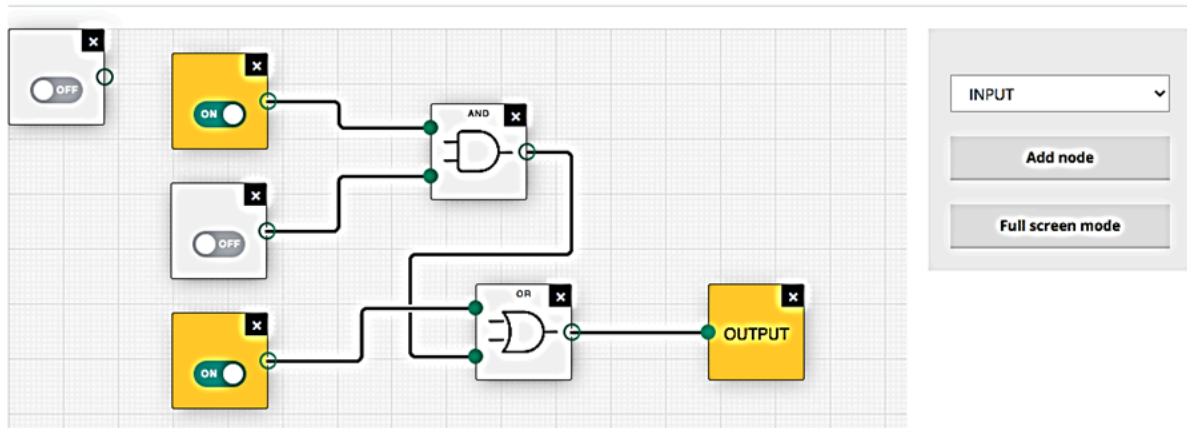 OFF
ON
AND
OFF
ON
OR
OUTPUT
INPUT
Add node
Full screen mode